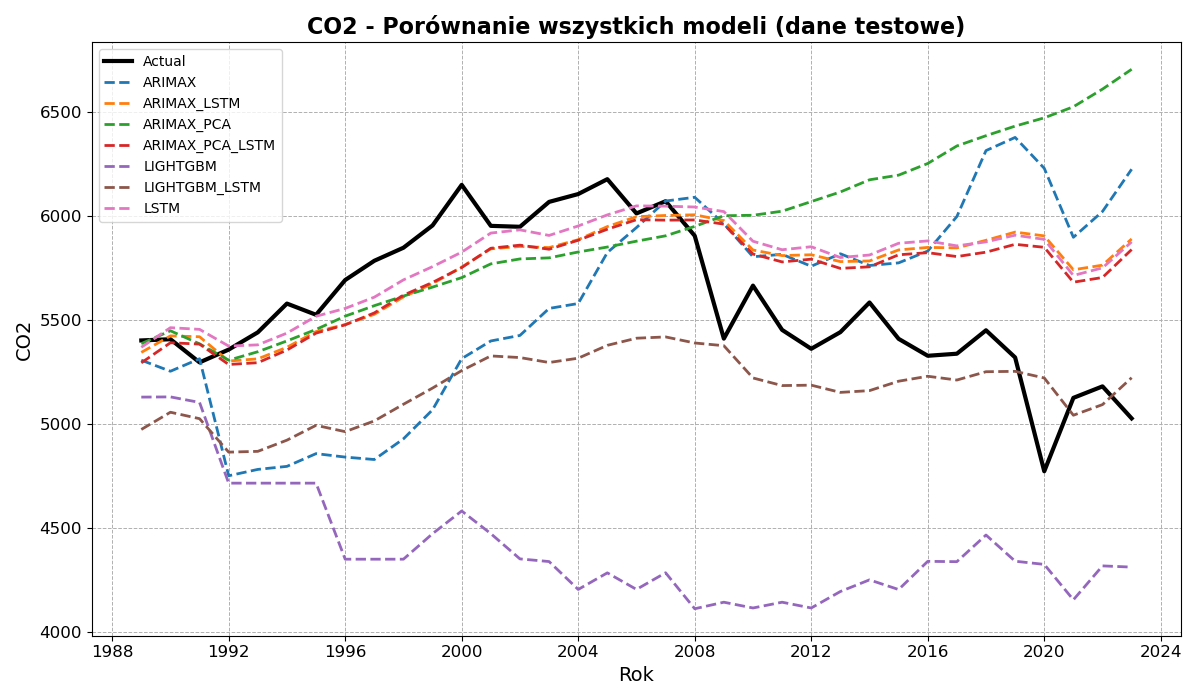 CO2 - Porównanie wszystkich modeli (dane testowe)
Actual
ARIMAX
ARIMAX_LSTM
ARIMAX_PCA
ARIMAX_PCA_LSTM
LIGHTGBM
LIGHTGBM_LSTM
LSTM
CO2
6500
6000
5500
5000
4500
4000
1988 1992 1996 2000 2004 2008 2012 2016 2020 2024
Rok